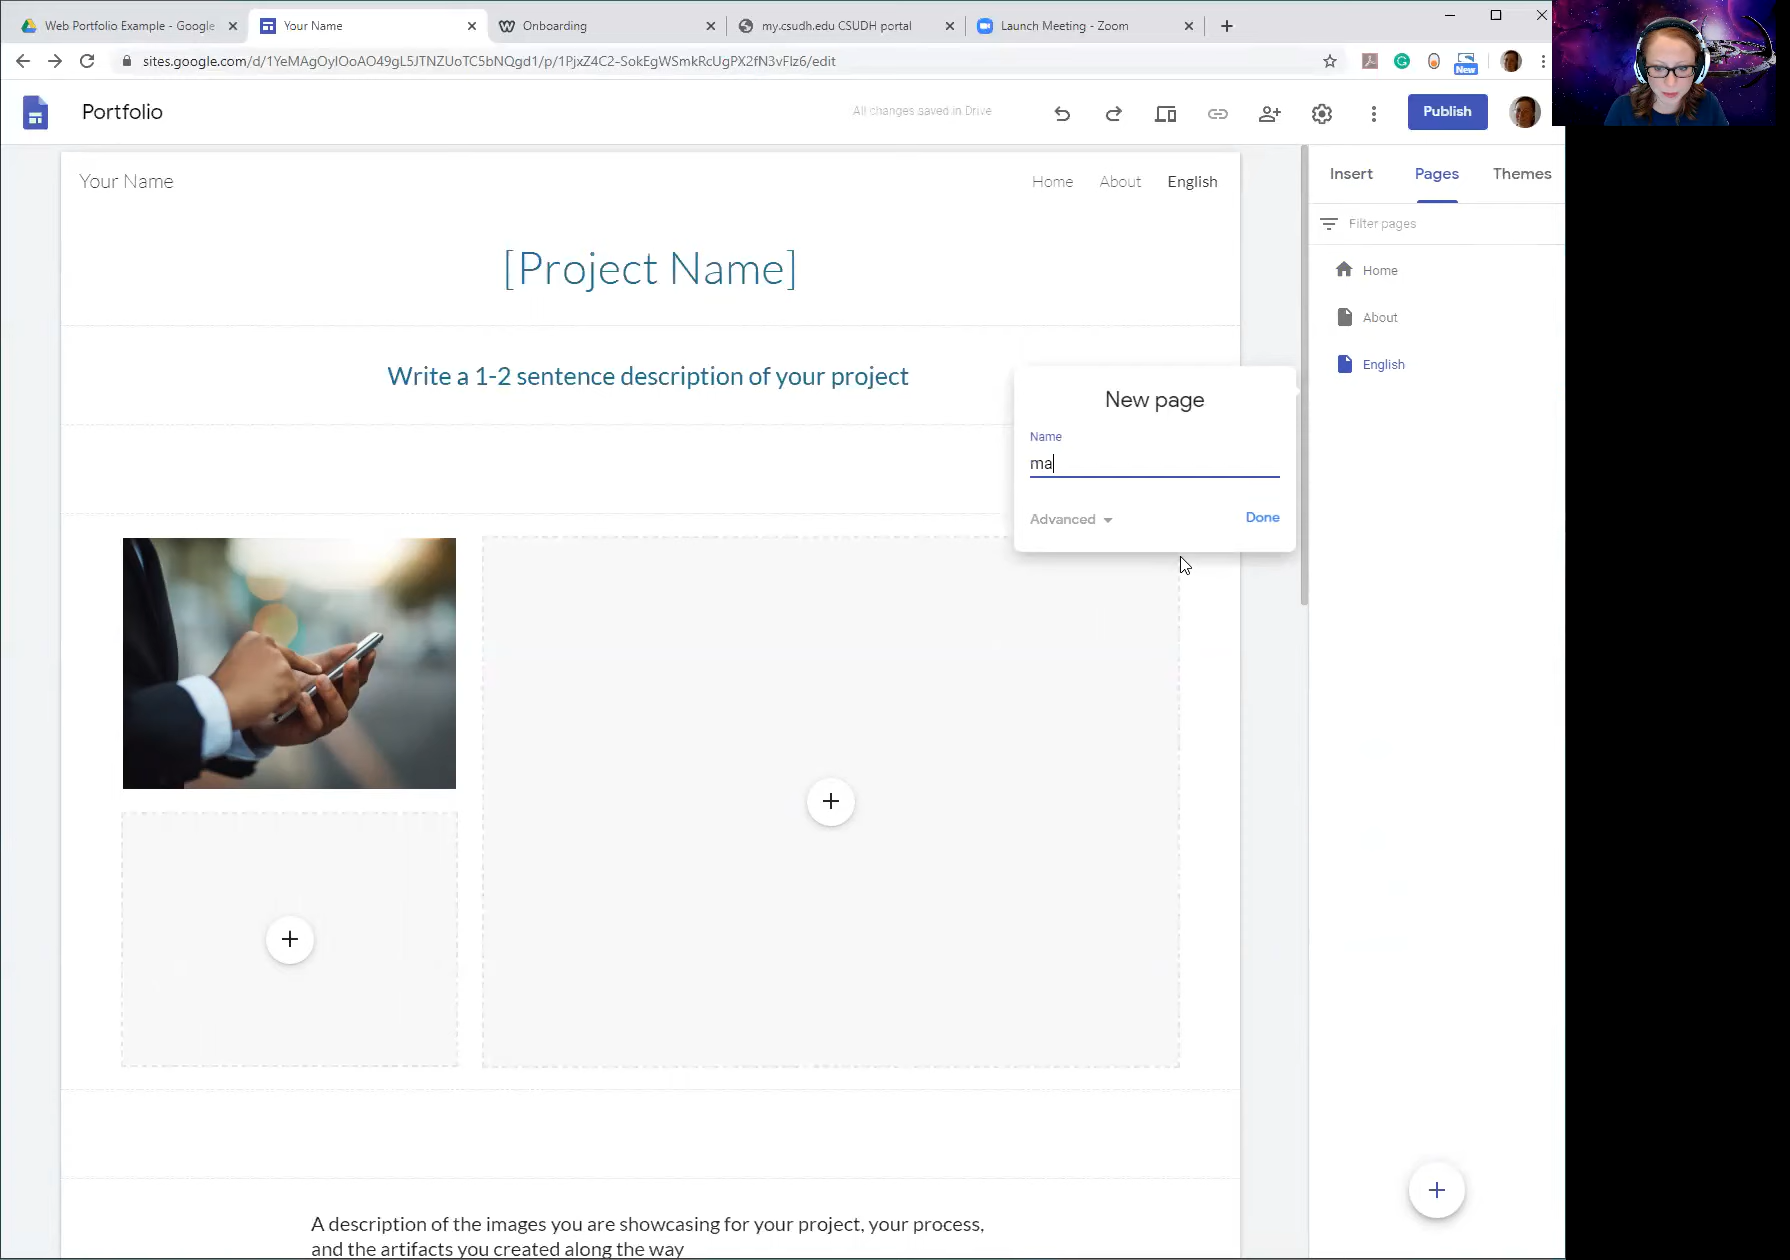 Web Portfolio Example - Google
Your Name
Onboarding
my.csudh.edu CSUDH portal
Launch Meeting - Zoom
sites.google.com/d/1YeMAgOyIOoAO49gL5JTNZUoTC5bNQgd1/p/1PjxZ4C2-SokEgWSmkRcUgPX2fN3vFlz6/edit
New
Portfolio
All changes saved in Drive
Publish
Your Name
Home
About
English
Insert
Pages
Themes
Filter pages
Home
About
English
[Project Name]
Write a 1-2 sentence description of your project
New page
Name
ma
Advanced
Done
A description of the images you are showcasing for your project, your process,
and the artifacts you created along the way